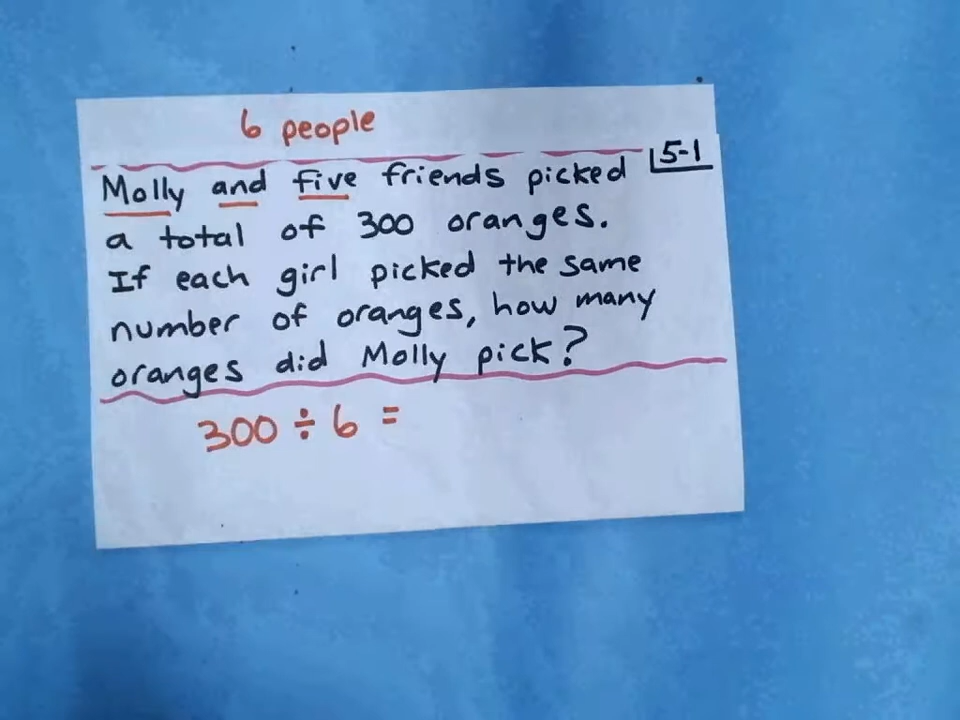 6 people
5-1
Molly and five friends picked
a total of 300 oranges.
If each girl picked the same
number of oranges, how many
oranges did Molly pick?
300 ÷ 6 =